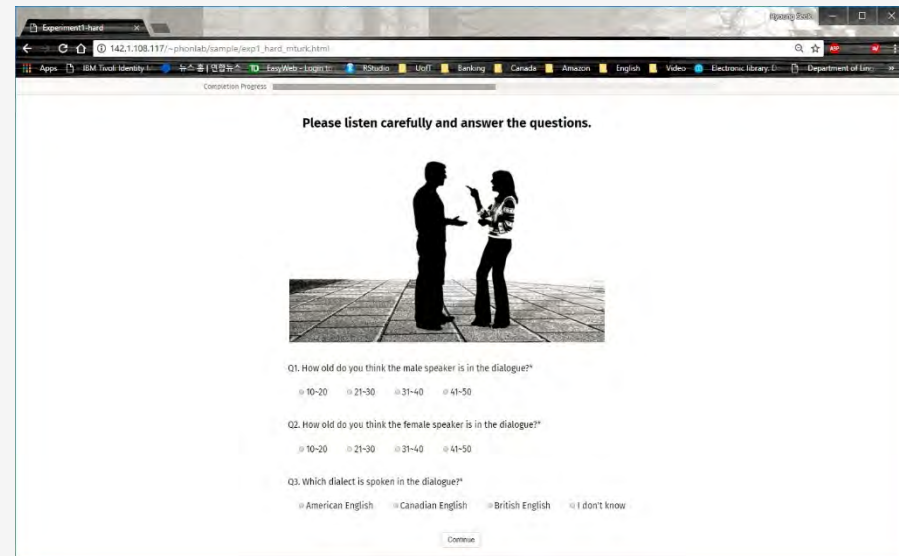 Experiment1-hard
142.1.108.117/~phonlab/sample/exp1_hard_mturk.html
Apps IBM Tivoli Identity 뉴스 홈 | 연합뉴스 TD EasyWeb - Login RStudio UofT Banking Canada Amazon English Video Electronic library. Department of Lin
Completion Progress
Please listen carefully and answer the questions.
Q1. How old do you think the male speaker is in the dialogue?*
10~20 21~30 31~40 41~50
Q2. How old do you think the female speaker is in the dialogue?*
10~20 21~30 31~40 41~50
Q3. Which dialect is spoken in the dialogue?*
American English Canadian English British English I don't know
Continue